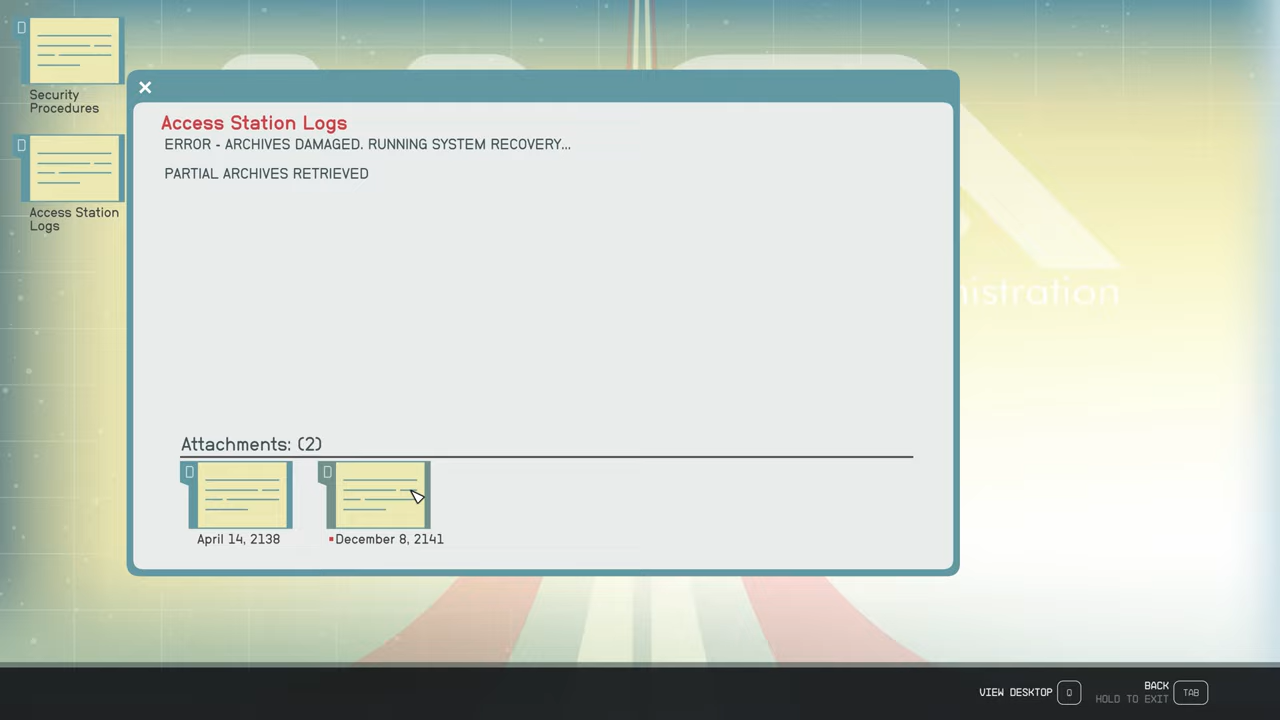 Security
Procedures
Access Station
Logs
Access Station Logs
ERROR - ARCHIVES DAMAGED. RUNNING SYSTEM RECOVERY...
PARTIAL ARCHIVES RETRIEVED
Attachments: (2)
April 14, 2138
December 8, 2141
VIEW DESKTOP Q
BACK
HOLD TO EXIT
TAB